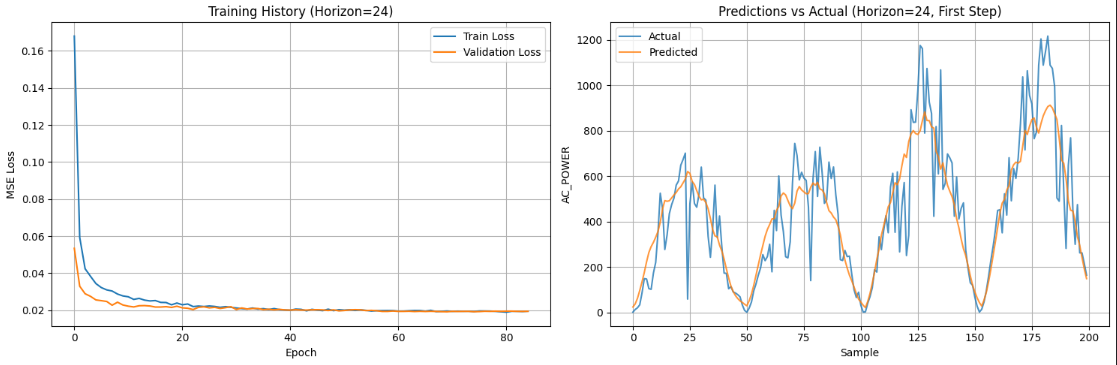 Training History (Horizon=24)
Train Loss
Validation Loss
0.16
0.14
0.12
0.10
0.08
0.06
0.04
0.02
MSE Loss
0
20
40
60
80
Epoch
Predictions vs Actual (Horizon=24, First Step)
Actual
Predicted
1200
1000
800
600
400
200
0
AC_POWER
0
25
50
75
100
125
150
175
200
Sample